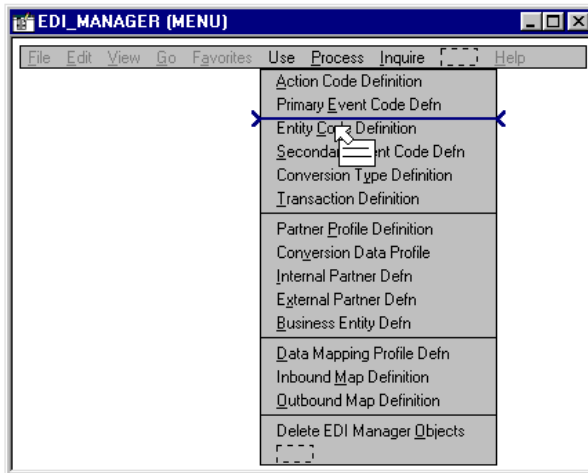 EDI_MANAGER (MENU)
File Edit View Go Favorites Use Process Inquire Help
Action Code Definition
Primary Event Code Defn
Entity Code Definition
Secondary Event Code Defn
Conversion Type Definition
Transaction Definition
Partner Profile Definition
Conversion Data Profile
Internal Partner Defn
External Partner Defn
Business Entity Defn
Data Mapping Profile Defn
Inbound Map Definition
Outbound Map Definition
Delete EDI Manager Objects